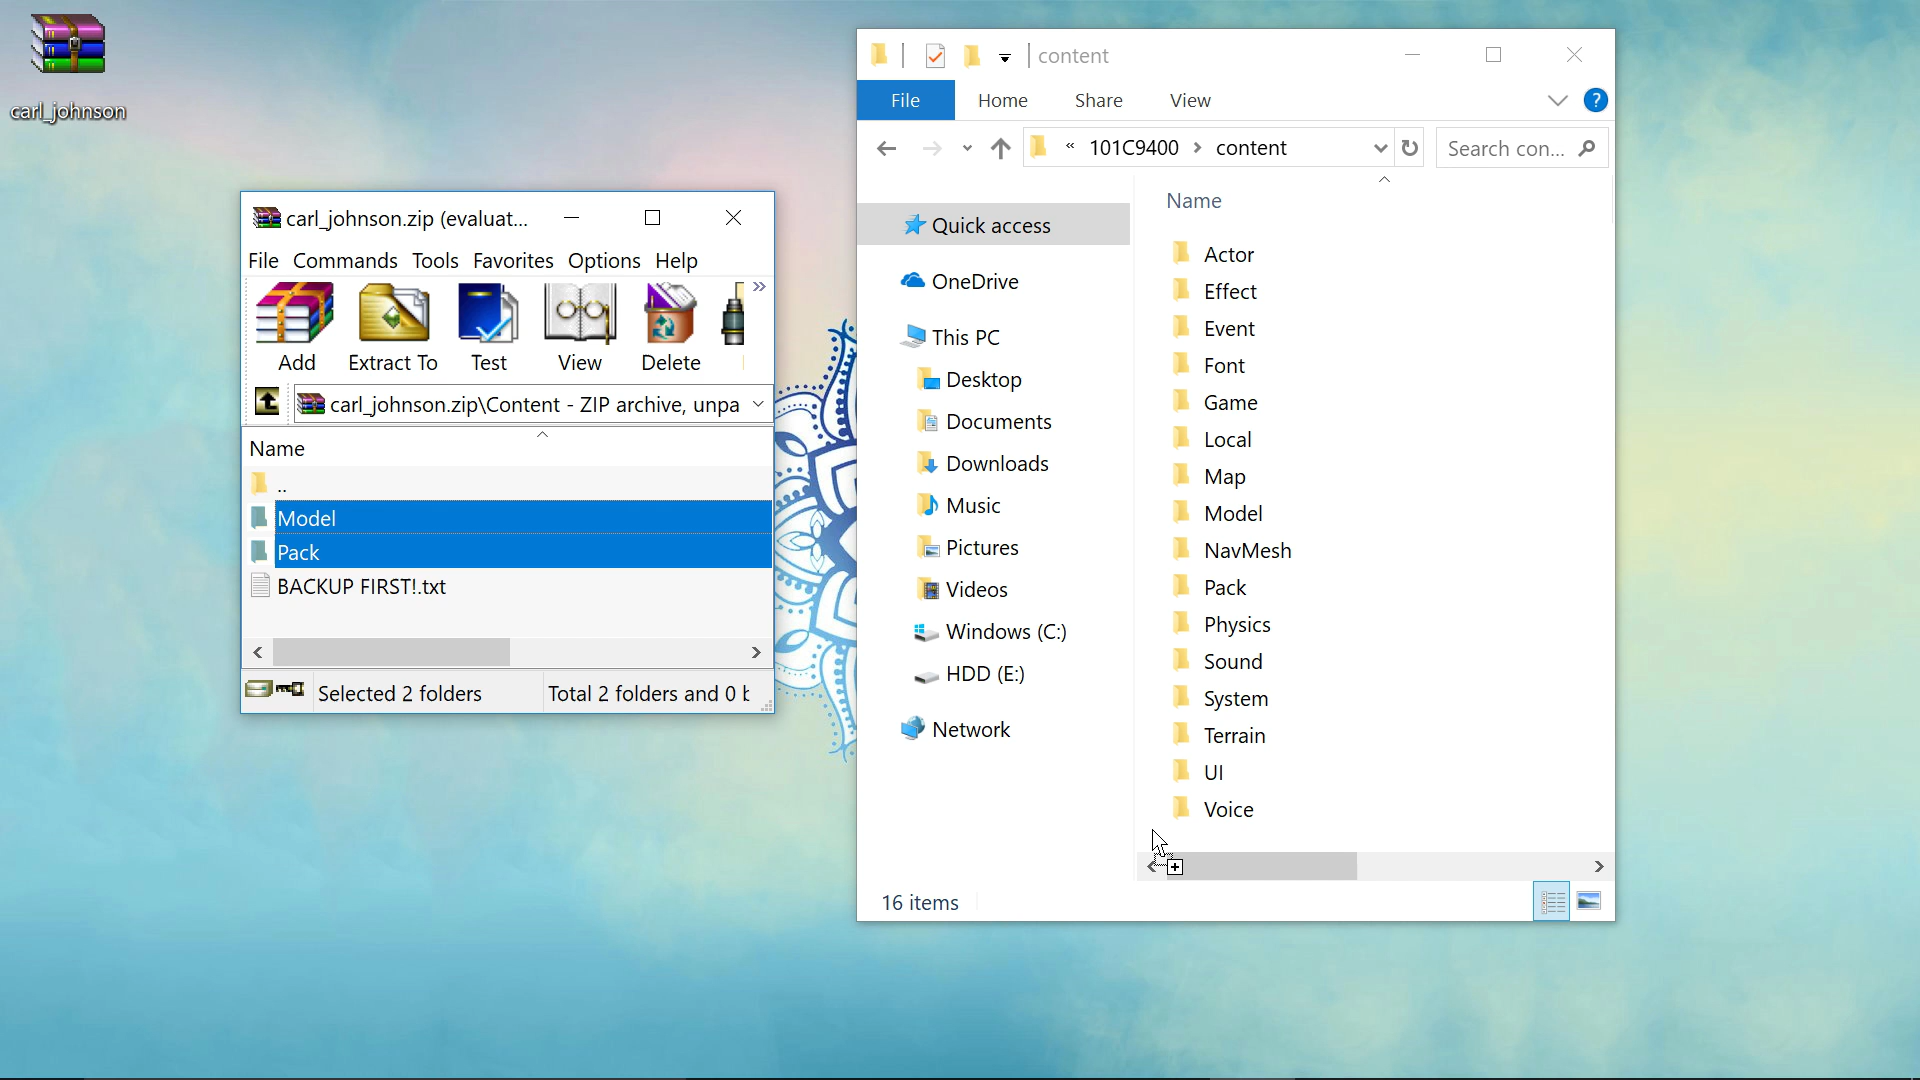 carl_johnson
carl_johnson.zip (evaluat...
File Commands Tools Favorites Options Help
Add Extract To Test View Delete
carl_johnson.zip\Content - ZIP archive, unpa
Name
..
Model
Pack
BACKUP FIRST!.txt
Selected 2 folders Total 2 folders and 0 b
content
File Home Share View
« 101C9400 > content Search con...
Quick access
OneDrive
This PC
Desktop
Documents
Downloads
Music
Pictures
Videos
Windows (C:)
HDD (E:)
Network
Name
Actor
Effect
Event
Font
Game
Local
Map
Model
NavMesh
Pack
Physics
Sound
System
Terrain
UI
Voice
16 items